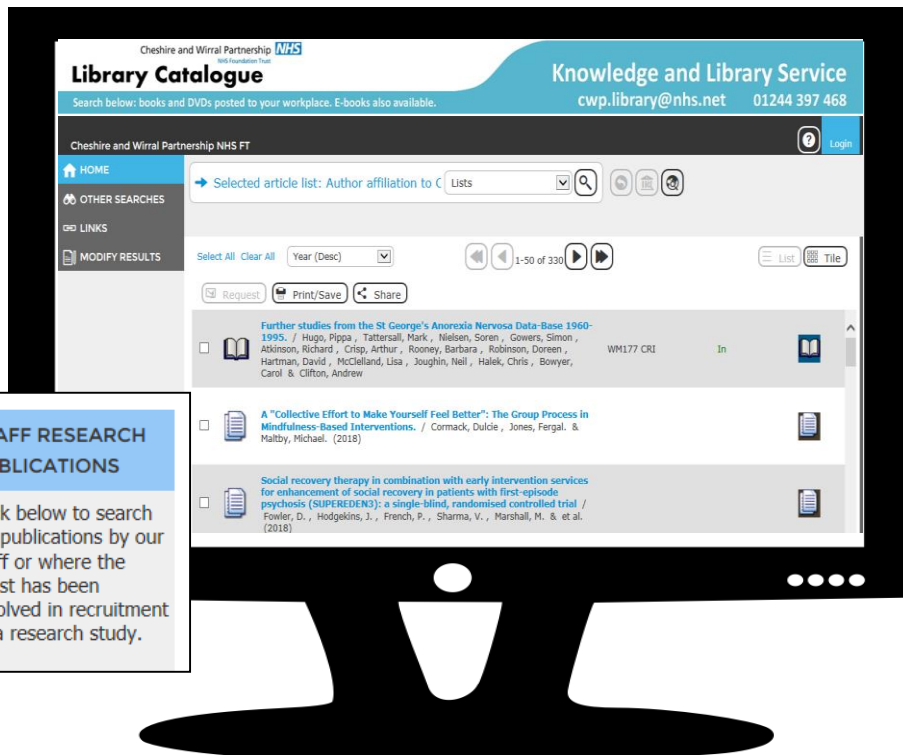 Cheshire and Wirral Partnership NHS
NHS Foundation Trust
Library Catalogue
Knowledge and Library Service
Search below: books and DVDs posted to your workplace. E-books also available.
cwp.library@nhs.net 01244 397 468
Cheshire and Wirral Partnership NHS FT
? Login
HOME
OTHER SEARCHES
LINKS
MODIFY RESULTS
Selected article list: Author affiliation to C Lists
Select All Clear All Year (Desc) 1-50 of 330 List Tile
Request Print/Save Share
Further studies from the St George's Anorexia Nervosa Data-Base 1960-
1995. / Hugo, Pippa , Tattersall, Mark , Nielsen, Soren , Gowers, Simon ,
Atkinson, Richard , Crisp, Arthur , Rooney, Barbara , Robinson, Doreen ,
Hartman, David , McClelland, Lisa , Joughin, Neil , Halek, Chris , Bowyer,
Carol & Clifton, Andrew
WM177 CRI In
A "Collective Effort to Make Yourself Feel Better": The Group Process in
Mindfulness-Based Interventions. / Cormack, Dulcie , Jones, Fergal. &
Maltby, Michael. (2018)
Social recovery therapy in combination with early intervention services
for enhancement of social recovery in patients with first-episode
psychosis (SUPEREDEN3): a single-blind, randomised controlled trial /
Fowler, D. , Hodgekins, J. , French, P. , Sharma, V. , Marshall, M. & et al.
(2018)
AFF RESEARCH
BLICATIONS
k below to search
publications by our
ff or where the
st has been
olved in recruitment
a research study.